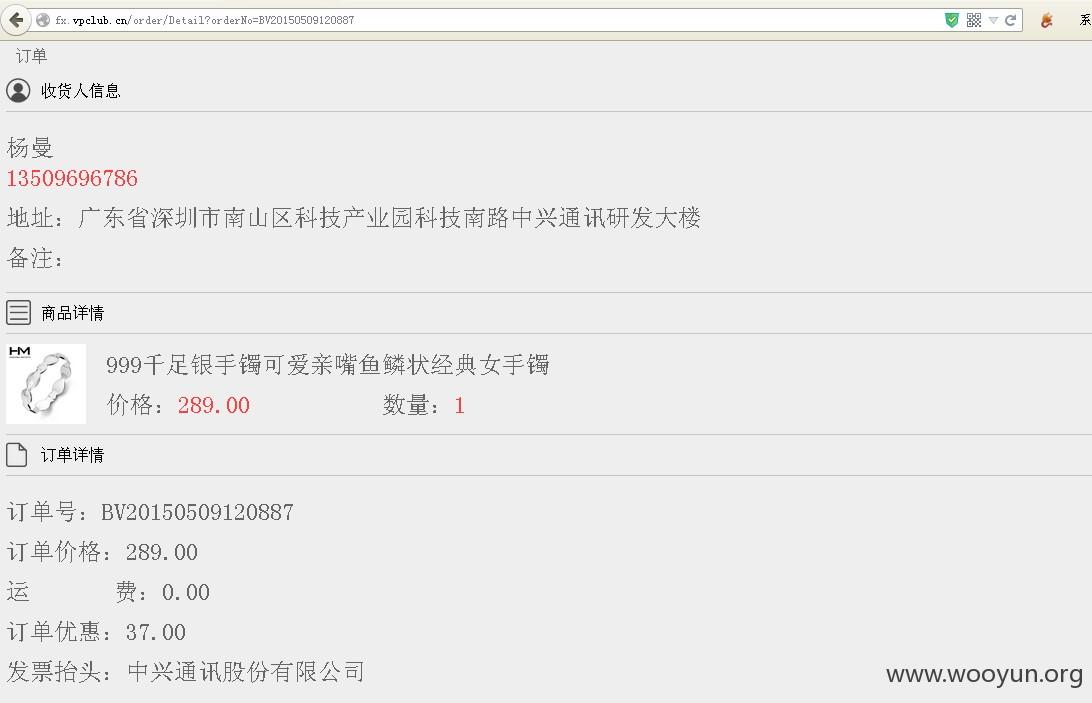 fx.vpclub.cn/order/Detail?orderNo=BV20150509120887
系
订单
收货人信息
杨曼
13509696786
地址：广东省深圳市南山区科技产业园科技南路中兴通讯研发大楼
备注：
商品详情
HM
999千足银手镯可爱亲嘴鱼鳞状经典女手镯
价格：289.00 数量：1
订单详情
订单号：BV20150509120887
订单价格：289.00
运 费：0.00
订单优惠：37.00
发票抬头：中兴通讯股份有限公司
www.wooyun.org